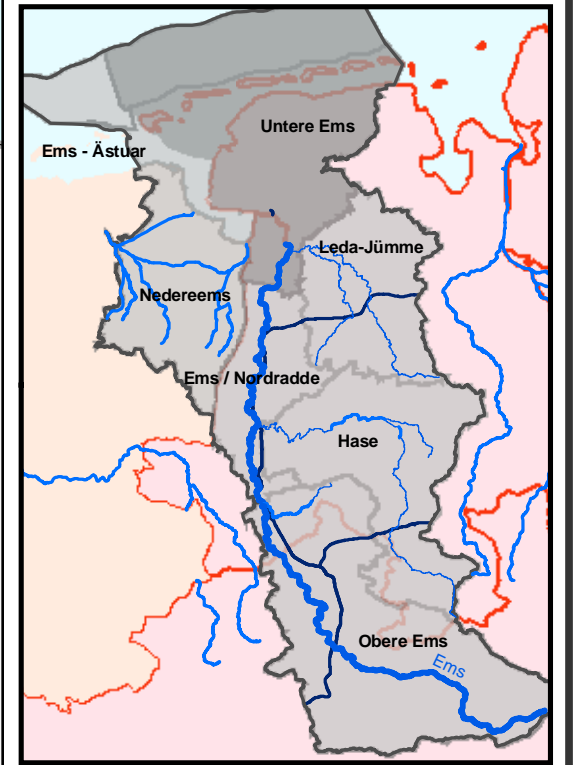 Untere Ems
Ems - Ästuar
Leda-Jümme
Nedereems
Ems / Nordradde
Hase
Obere Ems
Ems